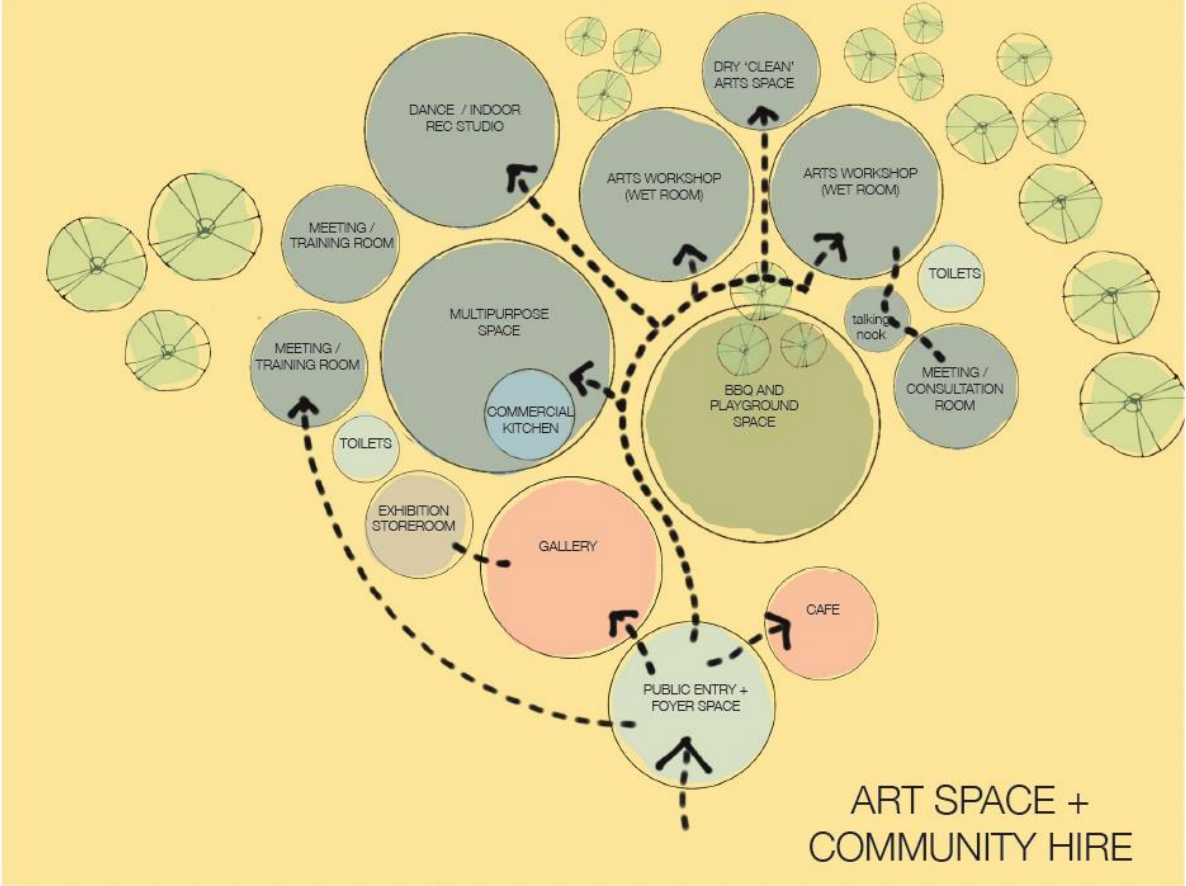 DRY 'CLEAN'
ARTS SPACE
DANCE / INDOOR
REC STUDIO
ARTS WORKSHOP
(WET ROOM)
ARTS WORKSHOP
(WET ROOM)
MEETING /
TRAINING ROOM
TOILETS
MULTIPURPOSE
SPACE
talking
nook
MEETING /
TRAINING ROOM
MEETING /
CONSULTATION
ROOM
BBQ AND
PLAYGROUND
SPACE
COMMERCIAL
KITCHEN
TOILETS
EXHIBITION
STOREROOM
GALLERY
CAFE
PUBLIC ENTRY +
FOYER SPACE
ART SPACE +
COMMUNITY HIRE